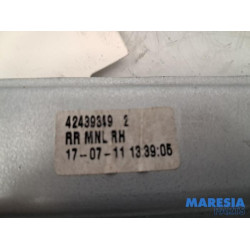 42439349 2
RR MNL RH
17-07-11 13:39:05
MARESIA